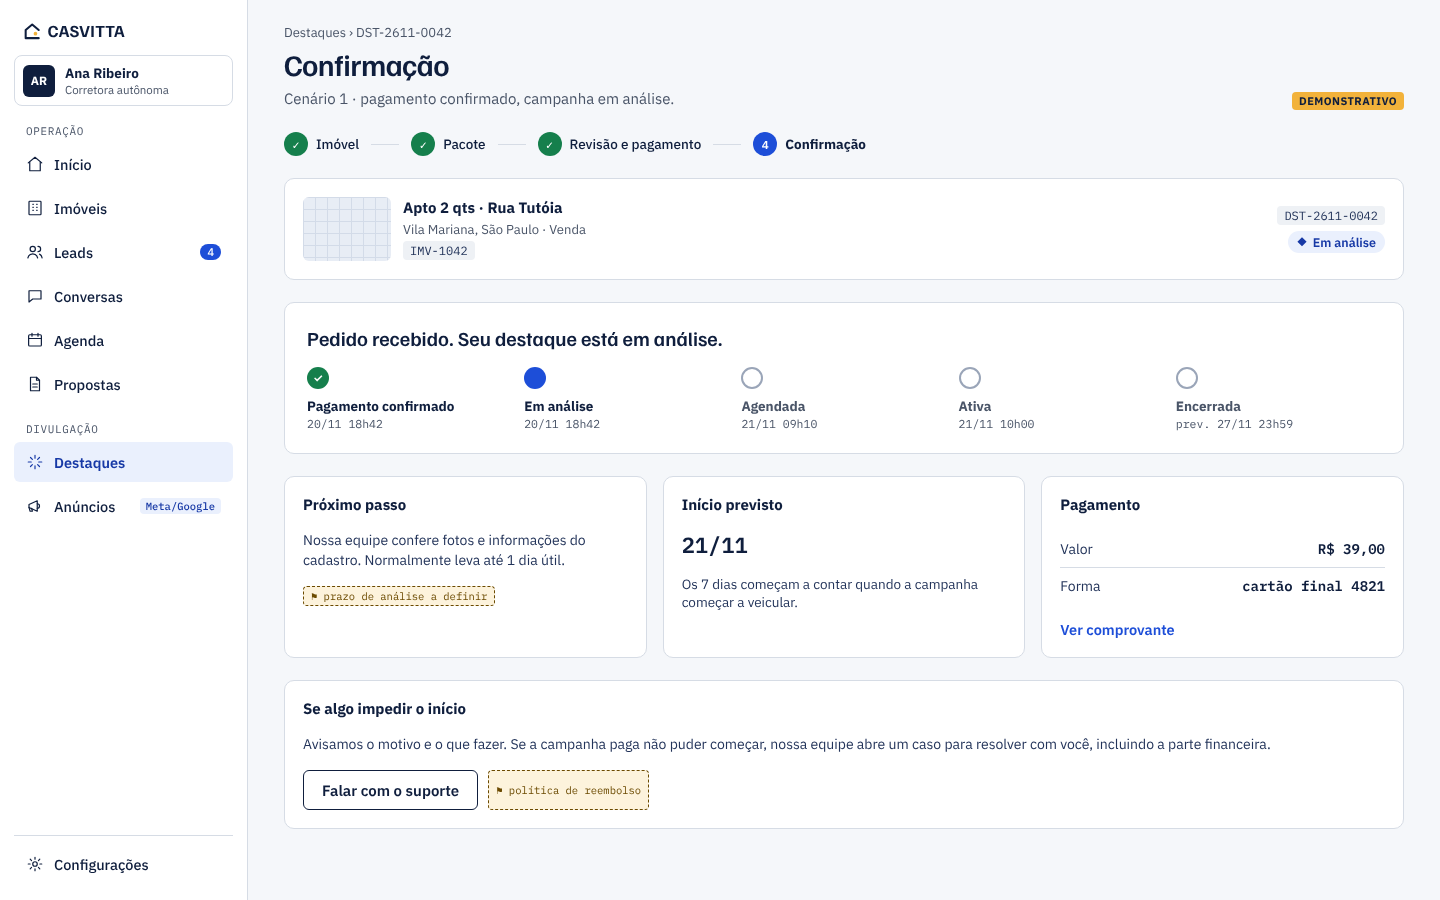 CASVITTA
AR
Ana Ribeiro
Corretora autônoma
OPERAÇÃO
Início
Imóveis
Leads
4
Conversas
Agenda
Propostas
DIVULGAÇÃO
Destaques
Anúncios
Meta/Google
Configurações
Destaques › DST-2611-0042
Confirmação
Cenário 1 · pagamento confirmado, campanha em análise.
DEMONSTRATIVO
✓ Imóvel
✓ Pacote
✓ Revisão e pagamento
4 Confirmação
Apto 2 qts · Rua Tutóia
Vila Mariana, São Paulo · Venda
IMV-1042
DST-2611-0042
◆ Em análise
Pedido recebido. Seu destaque está em análise.
Pagamento confirmado
20/11 18h42
Em análise
20/11 18h42
Agendada
21/11 09h10
Ativa
21/11 10h00
Encerrada
prev. 27/11 23h59
Próximo passo
Nossa equipe confere fotos e informações do
cadastro. Normalmente leva até 1 dia útil.
⚑ prazo de análise a definir
Início previsto
21/11
Os 7 dias começam a contar quando a campanha
começar a veicular.
Pagamento
Valor R$ 39,00
Forma cartão final 4821
Ver comprovante
Se algo impedir o início
Avisamos o motivo e o que fazer. Se a campanha paga não puder começar, nossa equipe abre um caso para resolver com você, incluindo a parte financeira.
Falar com o suporte
⚑ política de reembolso